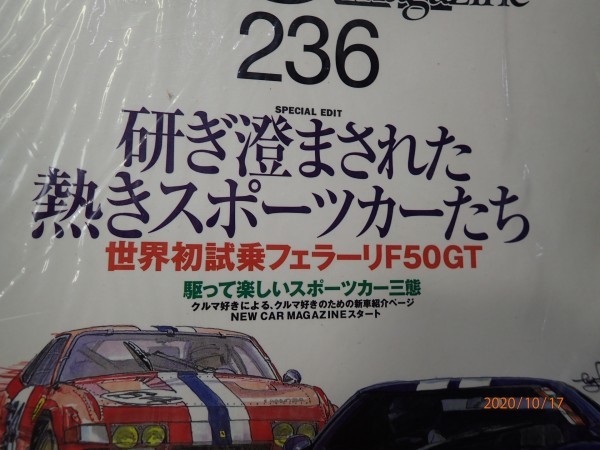 236
SPECIAL EDIT
研ぎ澄まされた
熱きスポーツカーたち
世界初試乗フェラーリF50GT
駆って楽しいスポーツカー三態
クルマ好きによる、クルマ好きのための新車紹介ページ
NEW CAR MAGAZINEスタート
2020/10/17